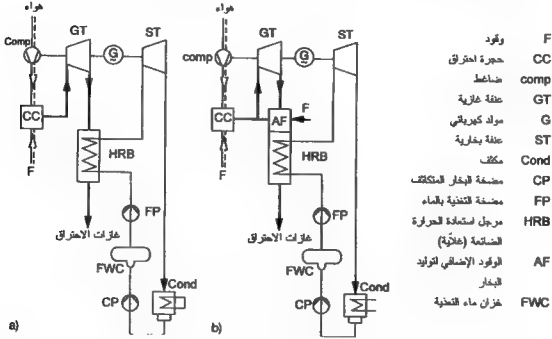 هواء
GT
ST
Comp
G
CC
HRB
F
FP
غازات الاحتراق
FWC
Cond
CP
a)
هواء
GT
ST
comp
G
CC
AF
F
HRB
F
FP
غازات الاحتراق
FWC
Cond
CP
b)
وقود F
حجرة احتراق CC
ضاغط comp
عنفة غازية GT
مولد كهربائي G
عنفة بخارية ST
مكثف Cond
مضخة البخار المتكاثف CP
مضخة التغذية بالماء FP
مرجل استعادة الحرارة HRB
الضائعة (غلاّية)
الوقود الإضافي لتوليد AF
البخار
خزان ماء التغذية FWC